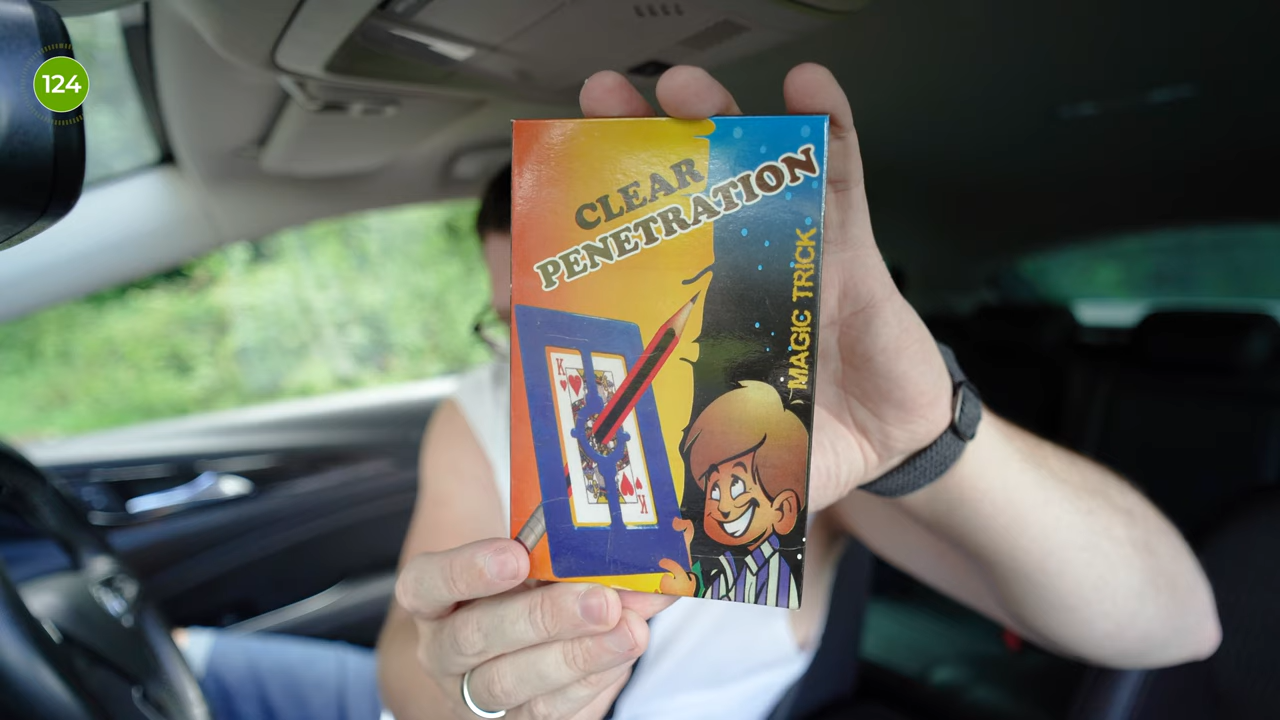 124
CLEAR
PENETRATION
MAGIC TRICK
K
K